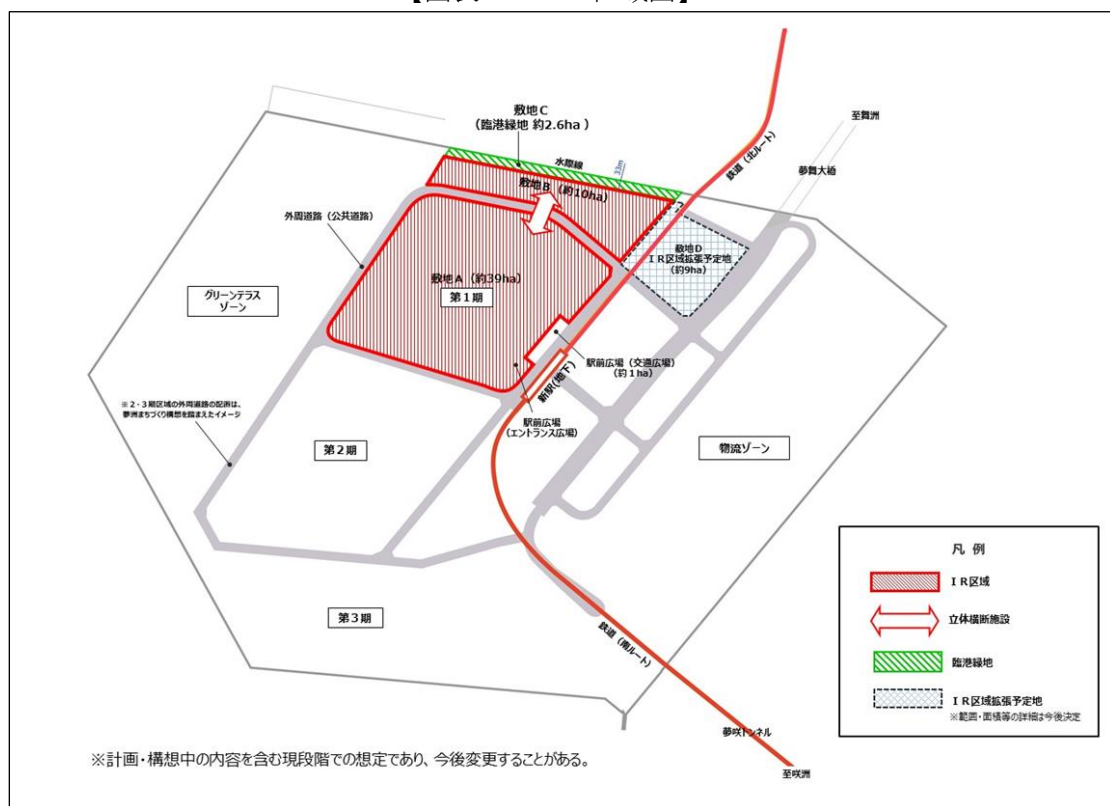 敷地C
(臨港緑地 約2.6ha )
水際線
33m
敷地B(約10ha)
鉄道(北ルート)
至舞洲
夢舞大橋
外周道路(公共道路)
敷地D
IR区域拡張予定地
(約9ha)
敷地A(約39ha)
第1期
グリーンテラス
ゾーン
駅前広場(交通広場)
(約1ha)
新駅(地下)
駅前広場
(エントランス広場)
※2・3期区域の外周道路の配置は、
夢洲まちづくり構想を踏まえたイメージ
第2期
物流ゾーン
第3期
鉄道(南ルート)
夢咲トンネル
至咲洲
凡 例
IR区域
立体横断施設
臨港緑地
IR区域拡張予定地
※範囲・面積等の詳細は今後決定
※計画・構想中の内容を含む現段階での想定であり、今後変更することがある。